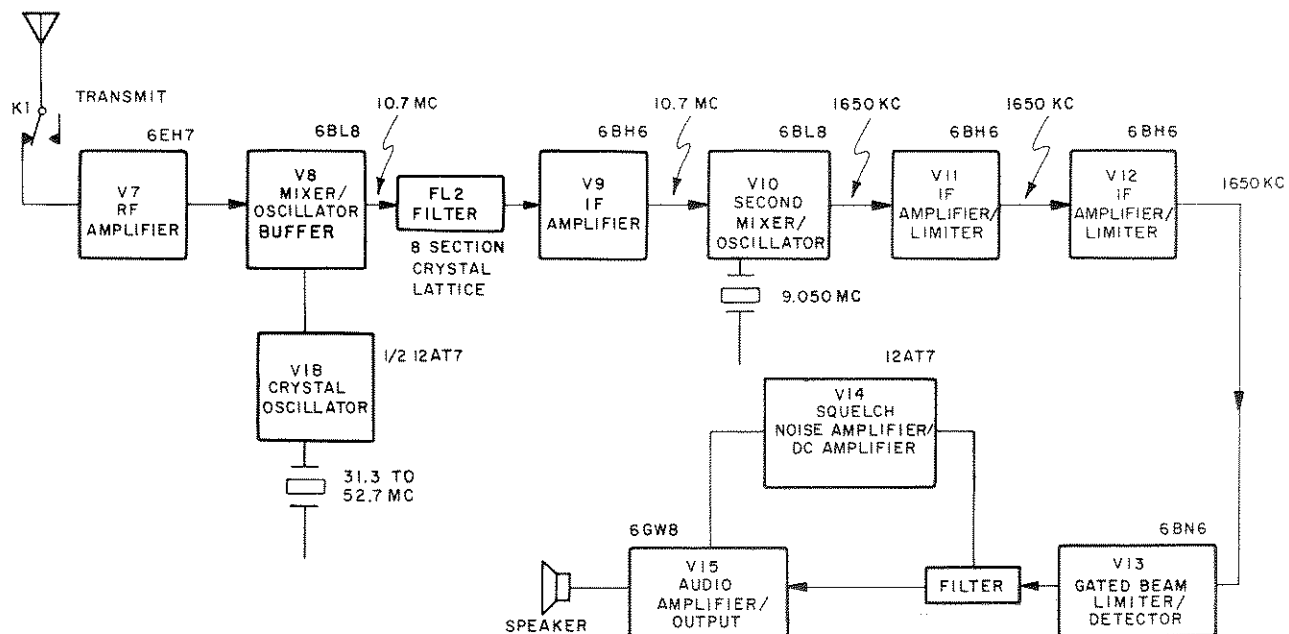 K1
TRANSMIT
6EH7
V7
RF
AMPLIFIER
6BL8
V8
MIXER/
OSCILLATOR
BUFFER
10.7 MC
FL2
FILTER
8 SECTION
CRYSTAL
LATTICE
6BH6
V9
IF
AMPLIFIER
10.7 MC
6BL8
V10
SECOND
MIXER/
OSCILLATOR
9.050 MC
1650 KC
6BH6
V11
IF
AMPLIFIER/
LIMITER
1650 KC
6BH6
V12
IF
AMPLIFIER/
LIMITER
1650 KC
1/2 12AT7
V1B
CRYSTAL
OSCILLATOR
31.3 TO
52.7 MC
12AT7
V14
SQUELCH
NOISE AMPLIFIER/
DC AMPLIFIER
6BN6
V13
GATED BEAM
LIMITER/
DETECTOR
FILTER
6GW8
V15
AUDIO
AMPLIFIER/
OUTPUT
SPEAKER